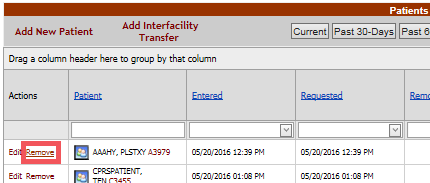 Patients
Add New Patient
Add Interfacility
Transfer
Current
Past 30-Days
Past 6
Drag a column header here to group by that column
Actions
Patient
Entered
Requested
Remo
Edit Remove
AAAHY, PLSTXY A3979
05/20/2016 12:39 PM
05/20/2016 12:39 PM
Edit Remove
CPRSPATIENT,
TEN C3455
05/20/2016 01:08 PM
05/20/2016 01:08 PM